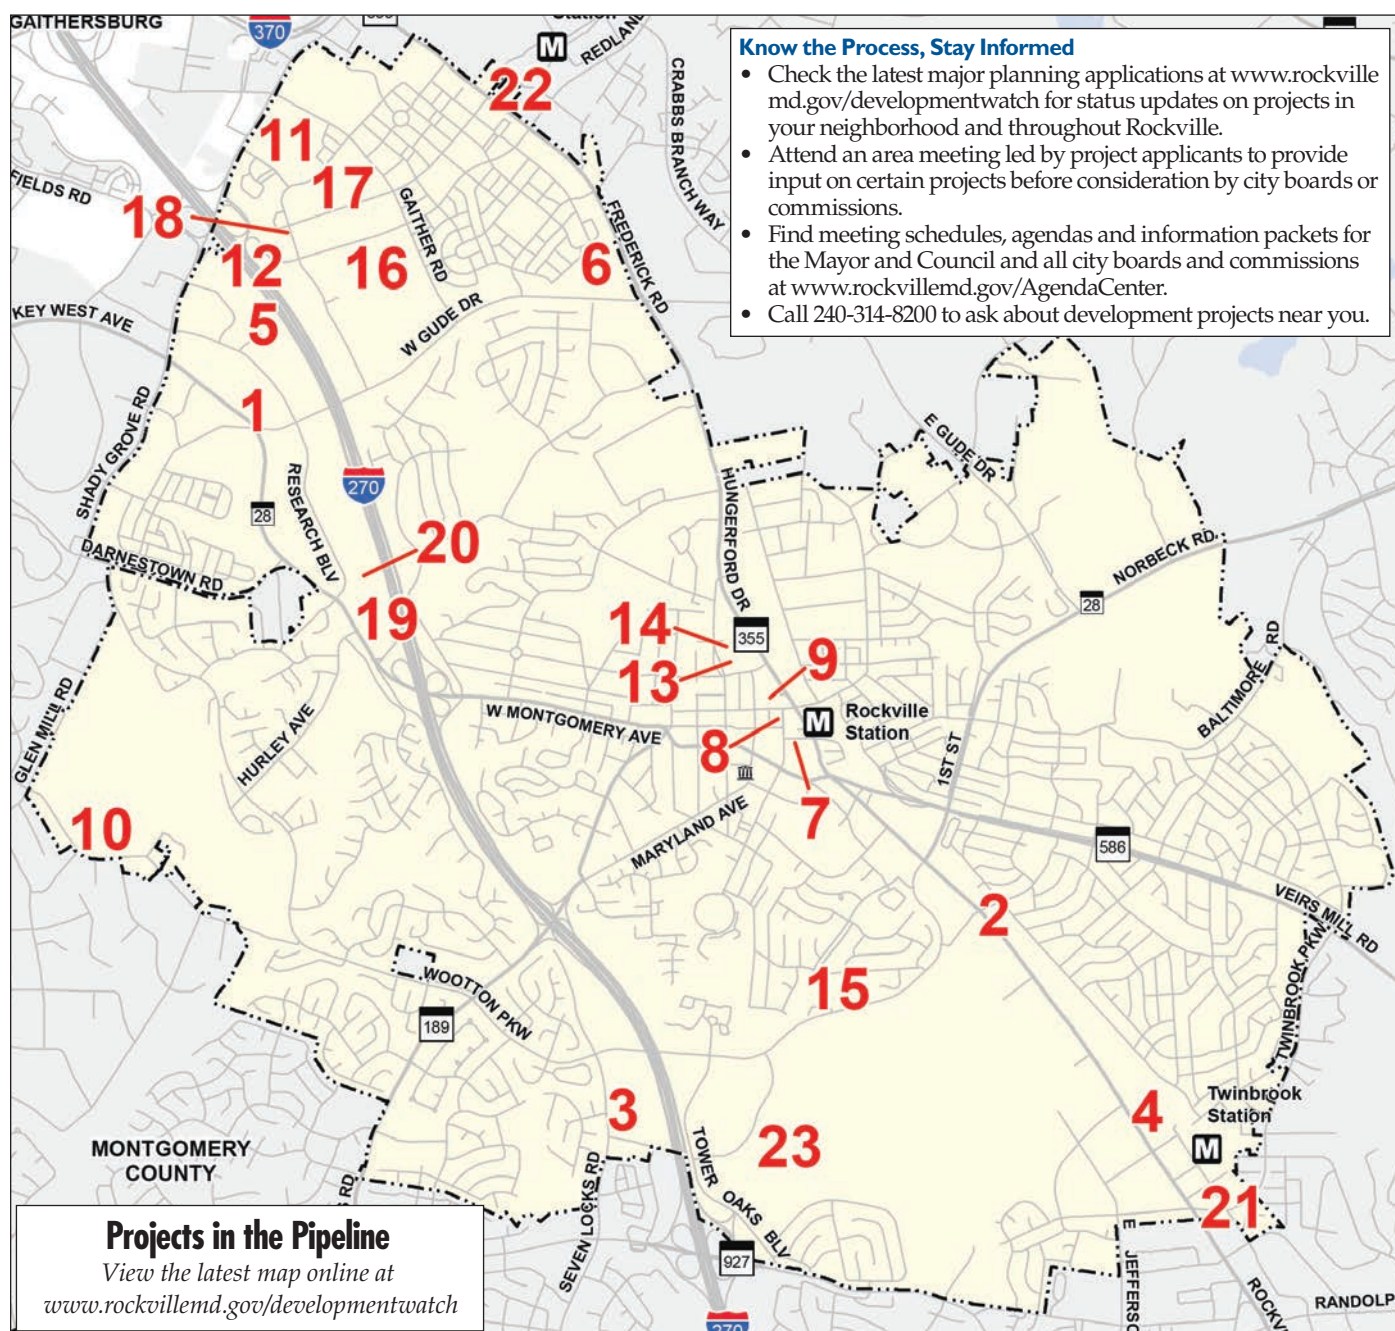 GAITHERSBURG
370
355
Station
M
REDLAN
22
CRABBS BRANCH WAY
Know the Process, Stay Informed
• Check the latest major planning applications at www.rockville
md.gov/developmentwatch for status updates on projects in
your neighborhood and throughout Rockville.
• Attend an area meeting led by project applicants to provide
input on certain projects before consideration by city boards or
commissions.
• Find meeting schedules, agendas and information packets for
the Mayor and Council and all city boards and commissions
at www.rockvillemd.gov/AgendaCenter.
• Call 240-314-8200 to ask about development projects near you.
11
17
FIELDS RD
18
GAITHER RD
FREDERICK RD
12
16
6
KEY WEST AVE
5
W GUDE DR
1
SHADY GROVE RD
E GUDE DR
RESEARCH BLV
270
28
HUNGERFORD DR
20
DARNESTOWN RD
NORBECK RD
28
19
14
355
13
9
BALTIMORE RD
GLEN MILL RD
HURLEY AVE
W MONTGOMERY AVE
M
Rockville
Station
8
1ST ST
7
10
MARYLAND AVE
586
2
VEIRS MILL RD
WOOTTON PKW
189
15
TWINBROOK PKW
3
4
Twinbrook
Station
M
MONTGOMERY
COUNTY
TOWER OAKS BLV
23
21
S RD
SEVEN LOCKS RD
927
E JEFFERSO
ROCKV
RANDOLP
270
Projects in the Pipeline
View the latest map online at
www.rockvillemd.gov/developmentwatch